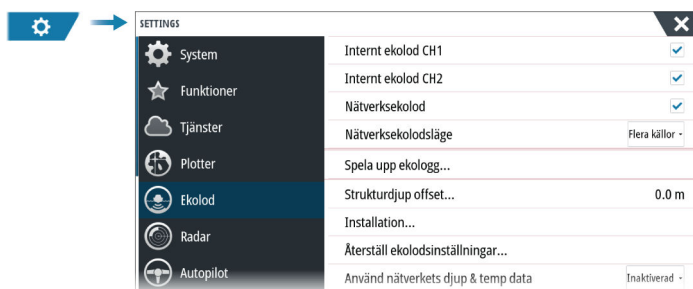 SETTINGS
System
Funktioner
Tjänster
Plotter
Ekolod
Radar
Autopilot
Internt ekolod CH1
Internt ekolod CH2
Nätverksekolod
Nätverksekolodsläge Flera källor
Spela upp ekologg...
Strukturdjup offset... 0.0 m
Installation...
Återställ ekolodsinställningar...
Använd nätverkets djup & temp data Inaktiverad